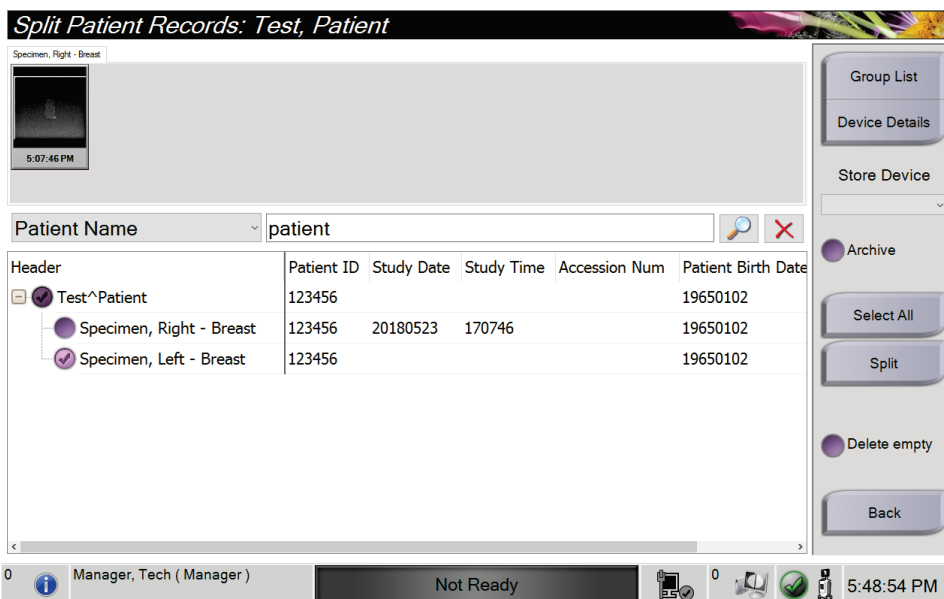 Split Patient Records: Test, Patient
Specimen, Right - Breast
5:07:46 PM
Group List
Device Details
Store Device
Archive
Select All
Split
Delete empty
Back
Patient Name patient
Header Patient ID Study Date Study Time Accession Num Patient Birth Date
Test^Patient 123456 19650102
Specimen, Right - Breast 123456 20180523 170746 19650102
Specimen, Left - Breast 123456 19650102
0 Manager, Tech ( Manager ) Not Ready 0 5:48:54 PM